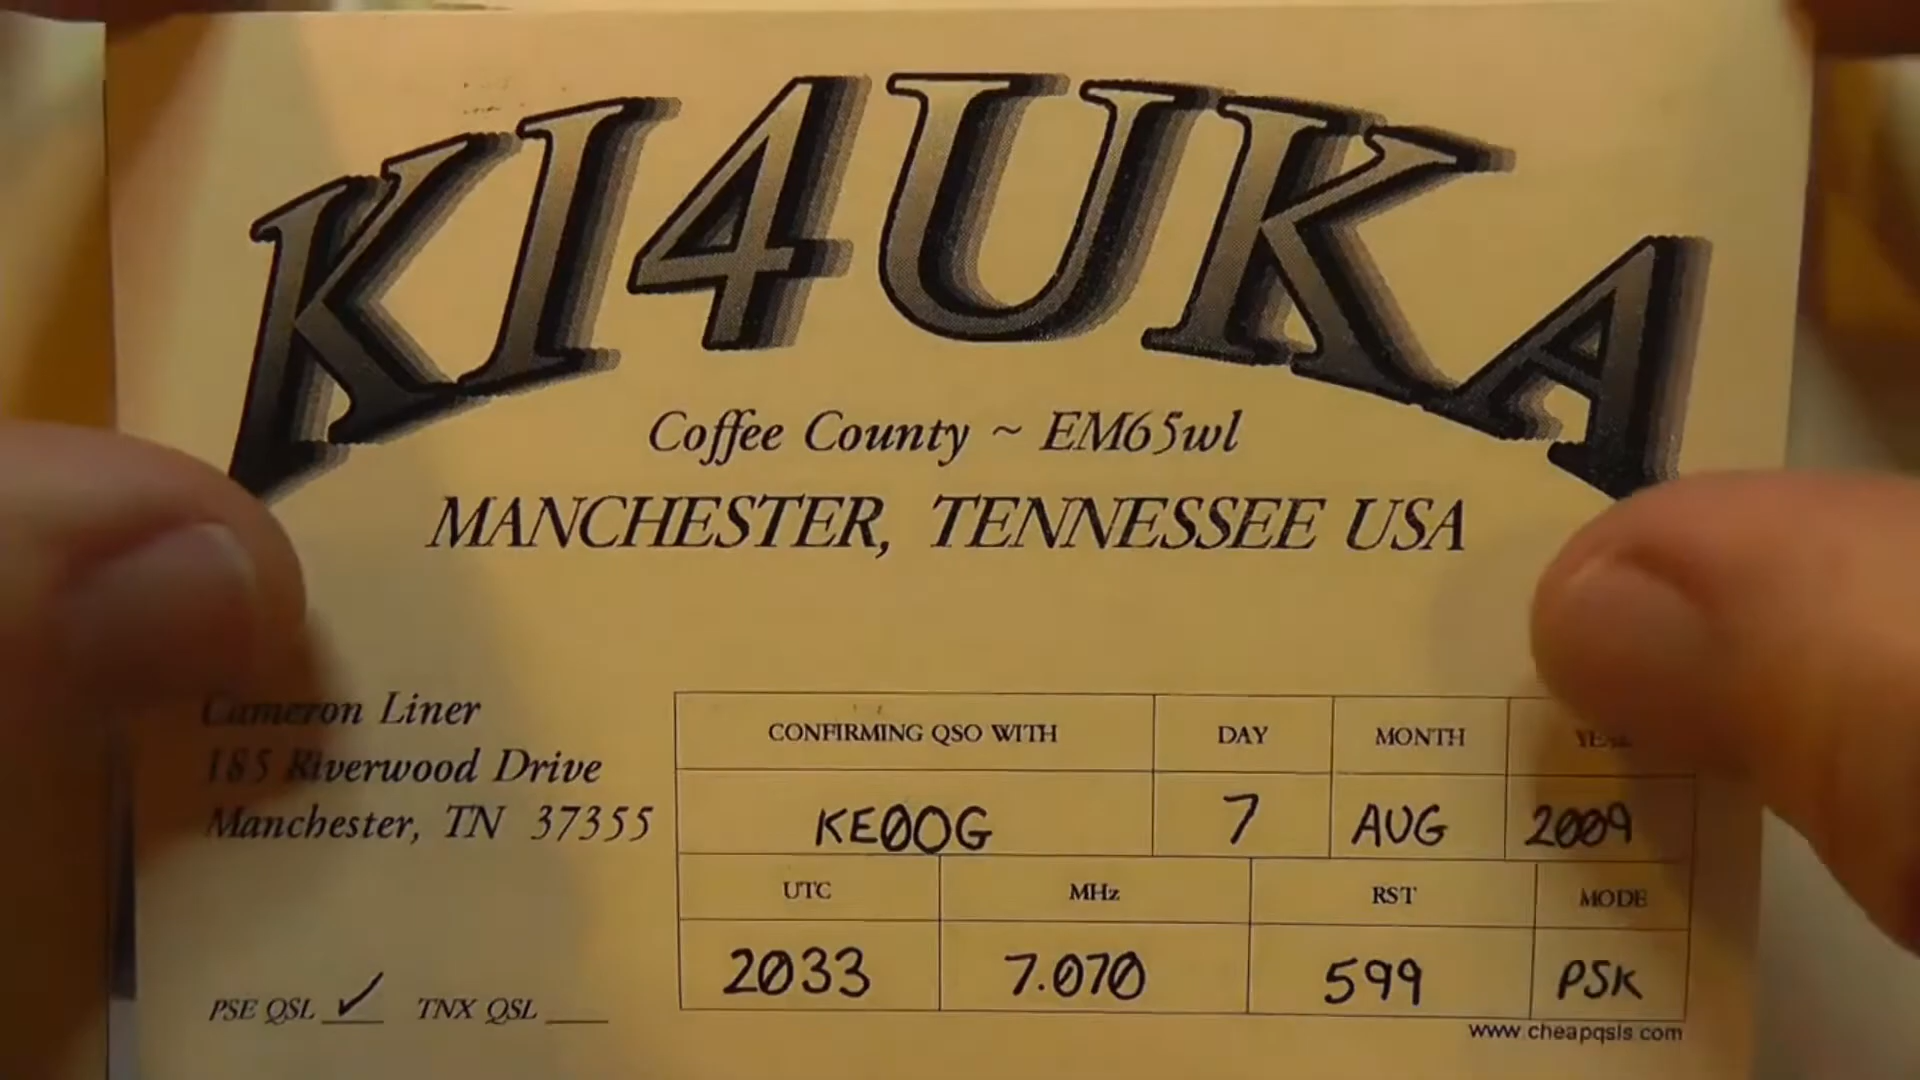 KI4UKA
Coffee County ~ EM65wl
MANCHESTER, TENNESSEE USA
Cameron Liner
185 Riverwood Drive
Manchester, TN 37355
PSE QSL ✓ TNX QSL ___
CONFIRMING QSO WITH DAY MONTH YEAR
KEØOG 7 AUG 2009
UTC MHz RST MODE
2033 7.070 599 PSK
www.cheapqsls.com